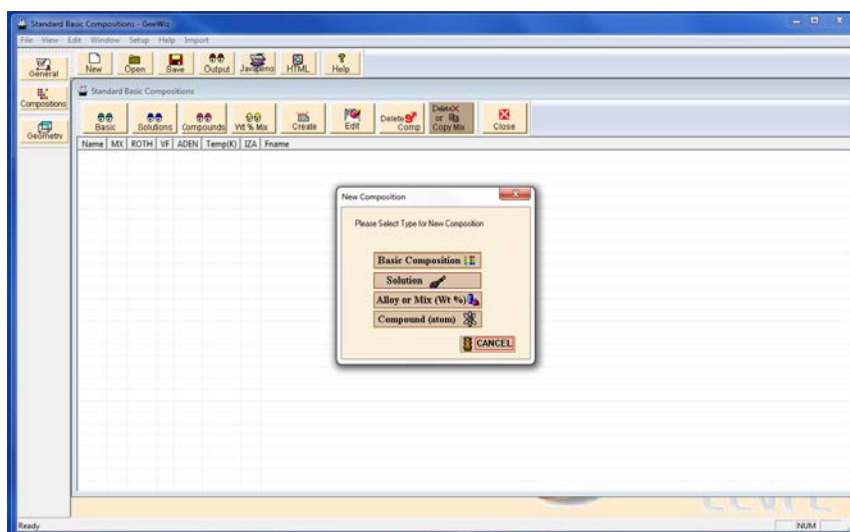 Standard Basic Compositions - GeeWiz
File View Edit Window Setup Help Import
General
New Open Save Output Javapeno HTML Help
Compositions
Geometry
Standard Basic Compositions
Basic Solutions Compounds Wt % Mix Create Edit Delete Comp Delete or Copy Mix Close
Name MX ROTH VF ADEN Temp(K) IZA Fname
New Composition
Please Select Type for New Composition
Basic Composition
Solution
Alloy or Mix (Wt %)
Compound (atom)
CANCEL
Ready NUM